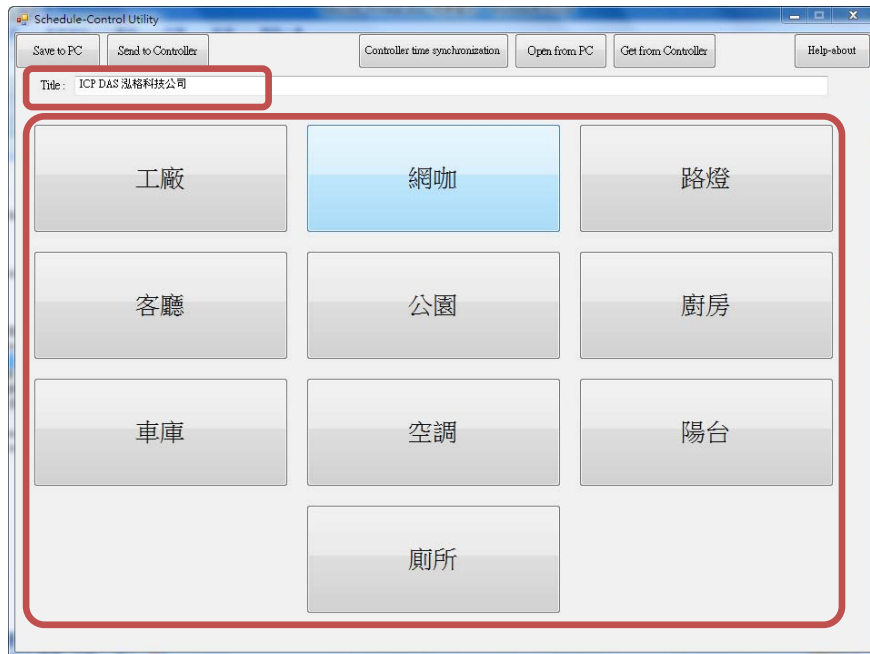 Schedule-Control Utility
Save to PC Send to Controller Controller time synchronization Open from PC Get from Controller Help-about
Title : ICP DAS 泓格科技公司
工廠 網咖 路燈
客廳 公園 廚房
車庫 空調 陽台
廁所